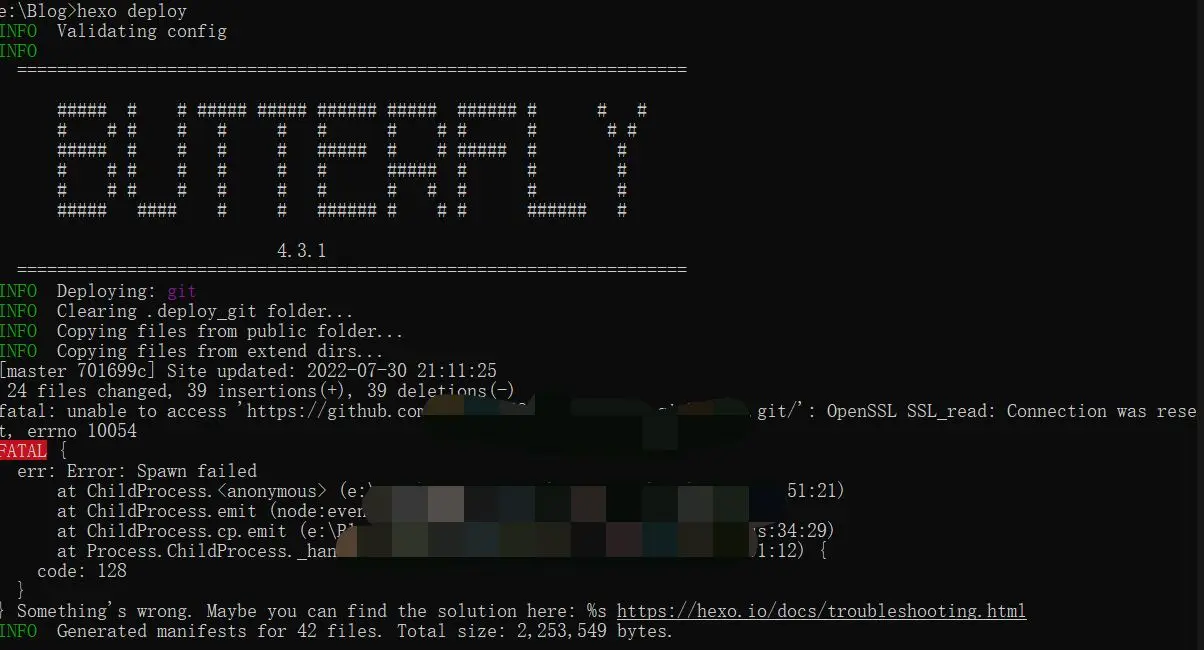 e:\Blog>hexo deploy
INFO  Validating config
INFO
===================================================================
##### #    # ##### ##### ###### #####  ###### #      #   #
#    # #    #   #     #   #      #    # #      #       # #
##### #    #   #     #   #####  #    # #####  #        #
#    # #    #   #     #   #      #####  #      #        #
#    # #    #   #     #   #      #   #  #      #        #
#####   ####    #     #   ###### #    # #      ######   #
4.3.1
===================================================================
INFO  Deploying: git
INFO  Clearing .deploy_git folder...
INFO  Copying files from public folder...
INFO  Copying files from extend dirs...
[master 701699c] Site updated: 2022-07-30 21:11:25
24 files changed, 39 insertions(+), 39 deletions(-)
fatal: unable to access 'https://github.com .git/': OpenSSL SSL_read: Connection was rese
t, errno 10054
FATAL {
err: Error: Spawn failed
at ChildProcess.<anonymous> (e:\ 51:21)
at ChildProcess.emit (node:even
at ChildProcess.cp.emit (e:\Bl s:34:29)
at Process.ChildProcess._han 1:12) {
code: 128
}
} Something's wrong. Maybe you can find the solution here: %s https://hexo.io/docs/troubleshooting.html
INFO  Generated manifests for 42 files. Total size: 2,253,549 bytes.